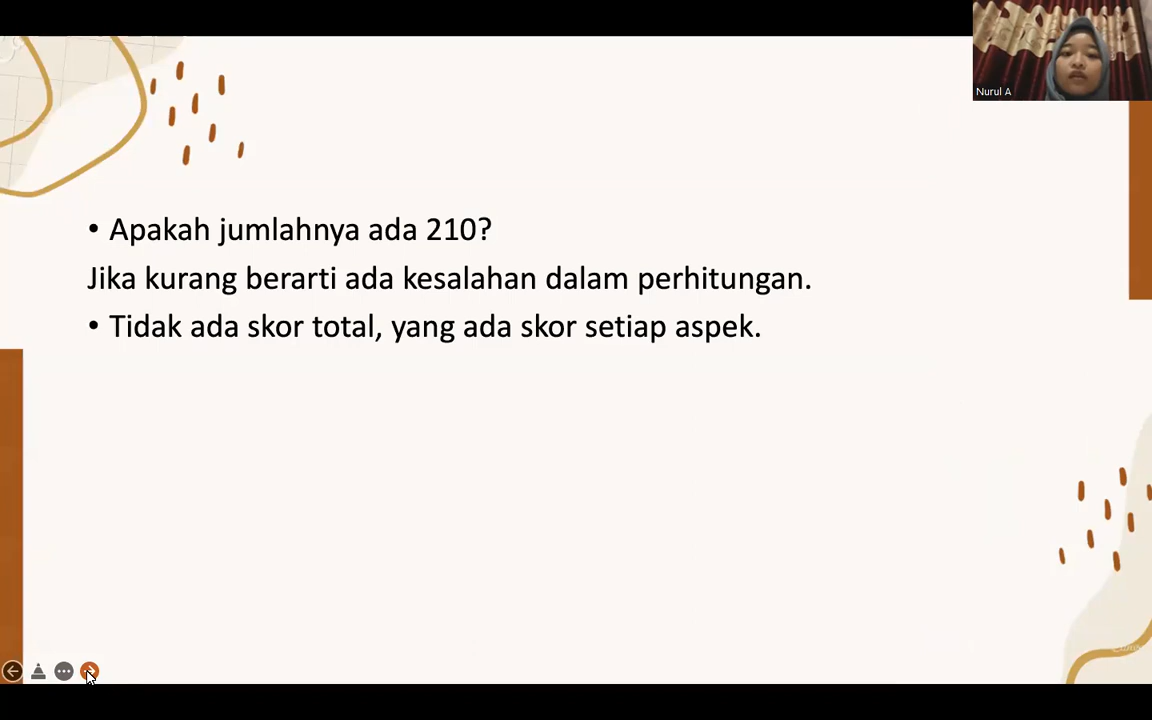 Nurul A
• Apakah jumlahnya ada 210?
Jika kurang berarti ada kesalahan dalam perhitungan.
• Tidak ada skor total, yang ada skor setiap aspek.